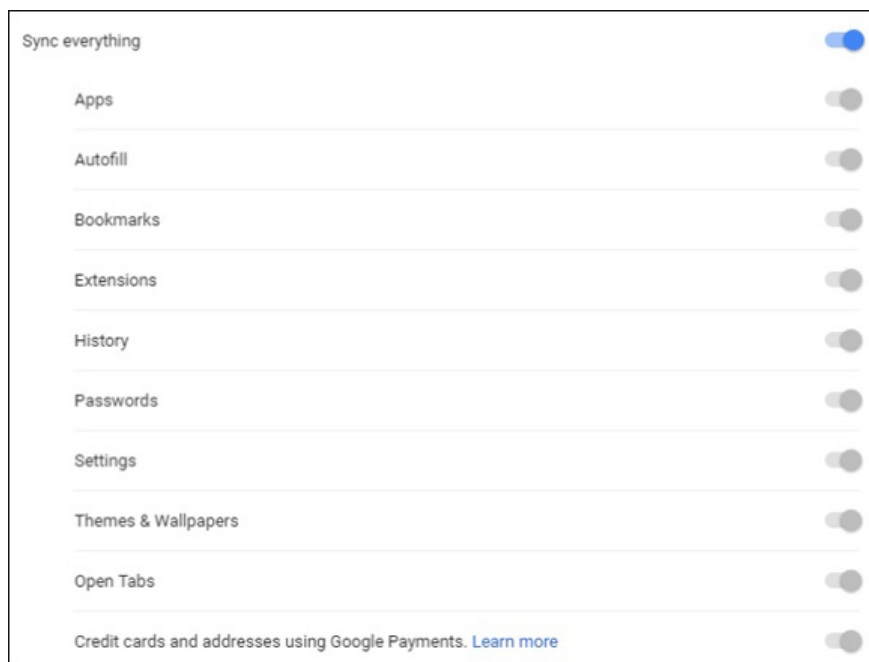 Sync everything
Apps
Autofill
Bookmarks
Extensions
History
Passwords
Settings
Themes & Wallpapers
Open Tabs
Credit cards and addresses using Google Payments. Learn more